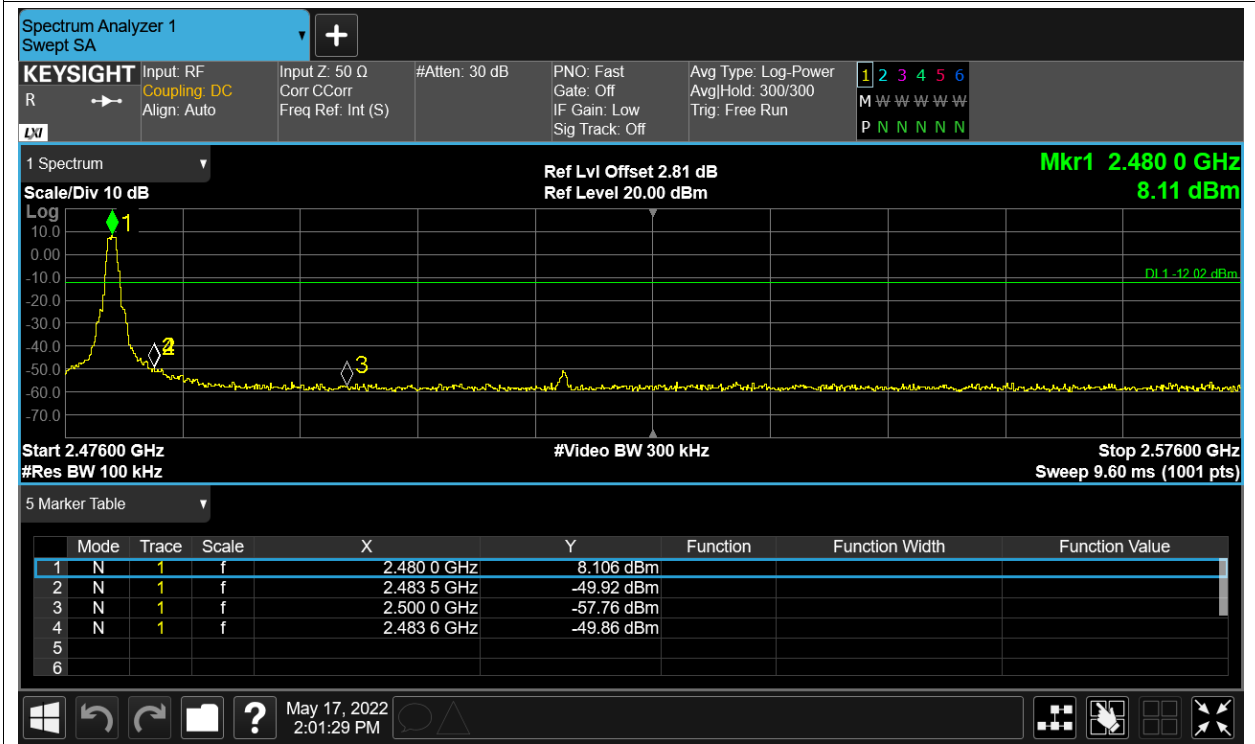 Spectrum Analyzer 1
Swept SA
+
KEYSIGHT Input: RF Input Z: 50 Ω #Atten: 30 dB PNO: Fast Avg Type: Log-Power 1 2 3 4 5 6
R Coupling: DC Corr CCorr Gate: Off Avg|Hold: 300/300 M W W W W W
Align: Auto Freq Ref: Int (S) IF Gain: Low Trig: Free Run
LXI Sig Track: Off P N N N N N
1 Spectrum Ref Lvl Offset 2.81 dB Mkr1 2.480 0 GHz
Scale/Div 10 dB Ref Level 20.00 dBm 8.11 dBm
Log
1
10.0
0.00
-10.0 DL1 -12.02 dBm
-20.0
-30.0
-40.0 2
3
-50.0
-60.0
-70.0
Start 2.47600 GHz #Video BW 300 kHz Stop 2.57600 GHz
#Res BW 100 kHz Sweep 9.60 ms (1001 pts)
5 Marker Table
Mode Trace Scale X Y Function Function Width Function Value
1 N 1 f 2.480 0 GHz 8.106 dBm
2 N 1 f 2.483 5 GHz -49.92 dBm
3 N 1 f 2.500 0 GHz -57.76 dBm
4 N 1 f 2.483 6 GHz -49.86 dBm
5
6
? May 17, 2022
2:01:29 PM